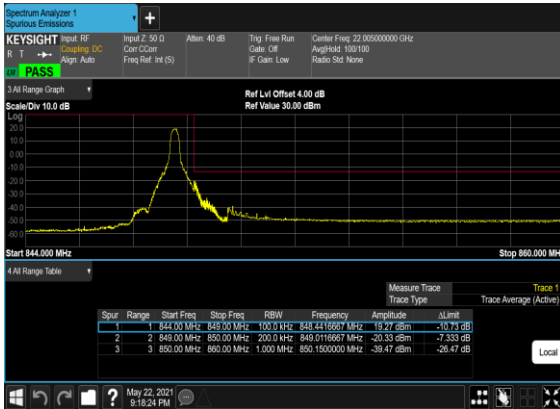 Spectrum Analyzer 1
Spurious Emissions
KEYSIGHT
R T
LXI PASS
Input: RF
Coupling: DC
Align: Auto
Input Z: 50 Ω
Corr CCorr
Freq Ref: Int (S)
Atten: 40 dB
Trig: Free Run
Gate: Off
IF Gain: Low
Center Freq: 22.005000000 GHz
Avg|Hold: 100/100
Radio Std: None
3 All Range Graph
Scale/Div 10.0 dB
Ref Lvl Offset 4.00 dB
Ref Value 30.00 dBm
Log
20.0
10.0
0.00
-10.0
-20.0
-30.0
-40.0
-50.0
-60.0
Start 844.000 MHz
Stop 860.000 MH
4 All Range Table
Measure Trace Trace 1
Trace Type Trace Average (Active)
Spur Range Start Freq Stop Freq RBW Frequency Amplitude ΔLimit
1 1 844.00 MHz 849.00 MHz 100.0 kHz 848.4416667 MHz 19.27 dBm -10.73 dB
2 2 849.00 MHz 850.00 MHz 200.0 kHz 849.0116667 MHz -20.33 dBm -7.333 dB
3 3 850.00 MHz 860.00 MHz 1.000 MHz 850.1500000 MHz -39.47 dBm -26.47 dB
Local
?
May 22, 2021
9:18:24 PM